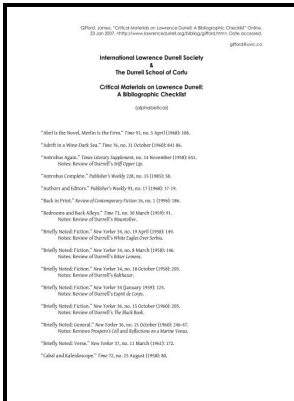 Gifford, James, "Critical Materials on Lawrence Durrell: A Bibliographic Checklist" Online.
23 Jan 2007. <http://www.lawrencedurrell.org/biblog/gifford.htm>. Date accessed.
gifford@uvic.ca
International Lawrence Durrell Society
&
The Durrell School of Corfu
Critical Materials on Lawrence Durrell:
A Bibliographic Checklist
(alphabetical)
"Abel Is the Novel, Merlin Is the Firm." Time 91, no. 5 April (1968): 108.
"Adrift in a Wine Dark Sea." Time 76, no. 31 October (1960): 84.
"Antrobus Again." Times Literary Supplement, no. 14 November (1958): 651.
Notes: Review of Durrell's Stiff Upper Lip.
"Antrobus Complete." Publisher's Weekly 228, no. 15 (1985): 58.
"Authors and Editors." Publisher's Weekly 93, no. 17 (1968): 17-19.
"Back in Print." Review of Contemporary Fiction 16, no. 1 (1996): 186.
"Bedrooms and Back Alleys." Time 73, no. 30 March (1959): 91.
Notes: Review of Durrell's Mountolive.
"Briefly Noted: Fiction." New Yorker 34, no. 19 April (1958): 149.
Notes: Review of Durrell's White Eagles Over Serbia.
"Briefly Noted: Fiction." New Yorker 34, no. 8 March (1958): 146.
Notes: Review of Durrell's Bitter Lemons.
"Briefly Noted: Fiction." New Yorker 34, no. 18 October (1958): 205.
Notes: Review of Durrell's Balthazar.
"Briefly Noted: Fiction." New Yorker 34 (January 1959): 125.
Notes: Review of Durrell's Esprit de Corps.
"Briefly Noted: Fiction." New Yorker 36, no. 15 October (1960): 205.
Notes: Review of Durrell's The Black Book.
"Briefly Noted: General." New Yorker 36, no. 15 October (1960): 246-47.
Notes: Reviews Prospero's Cell and Reflections on a Marine Venus.
"Briefly Noted: Verse." New Yorker 37, no. 11 March (1961): 172.
"Cabal and Kaleidoscope." Time 72, no. 25 August (1958): 80.